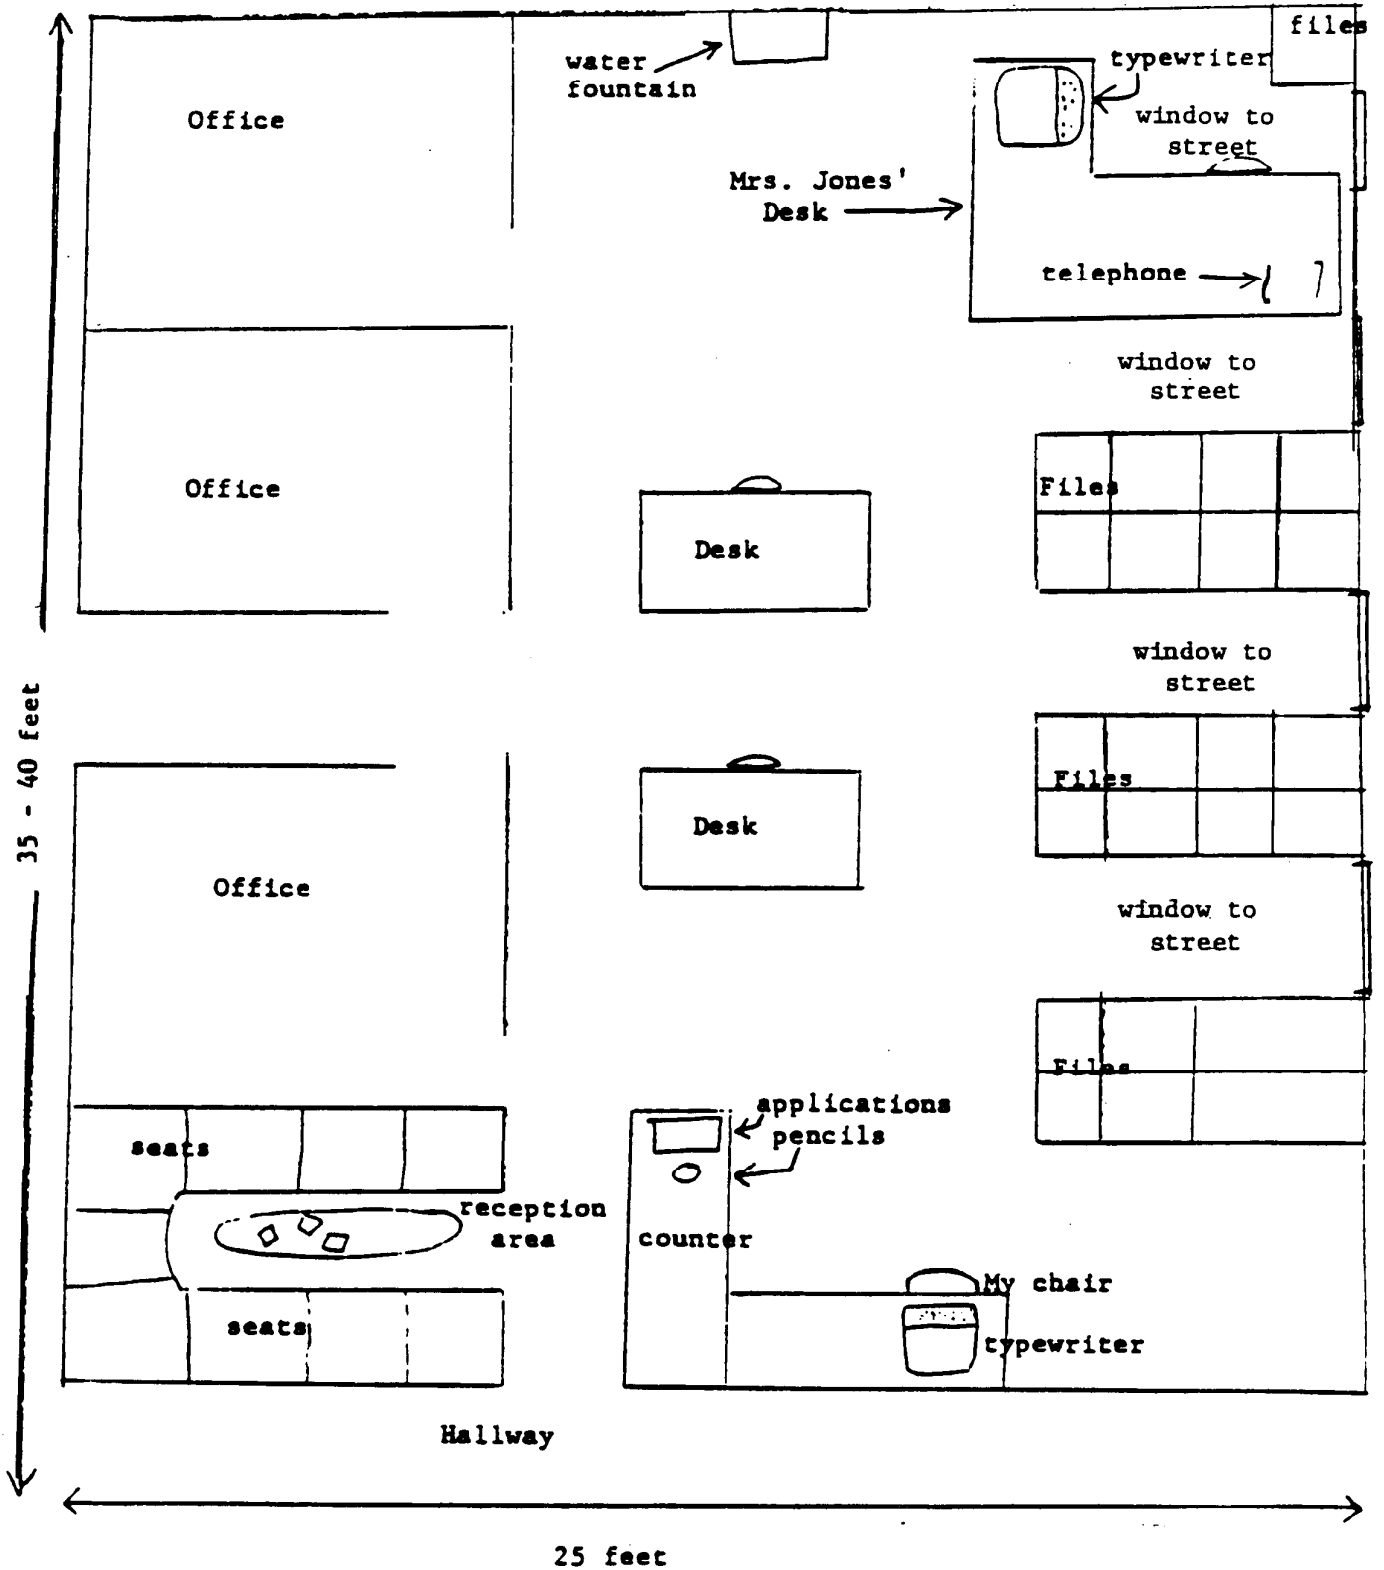 files
water
fountain
typewriter
Office
window to
street
Mrs. Jones'
Desk
telephone
window to
street
Office
Files
Desk
window to
street
35 - 40 feet
Files
Desk
Office
window to
street
Files
applications
pencils
seats
reception
area
counter
My chair
seats
typewriter
Hallway
25 feet